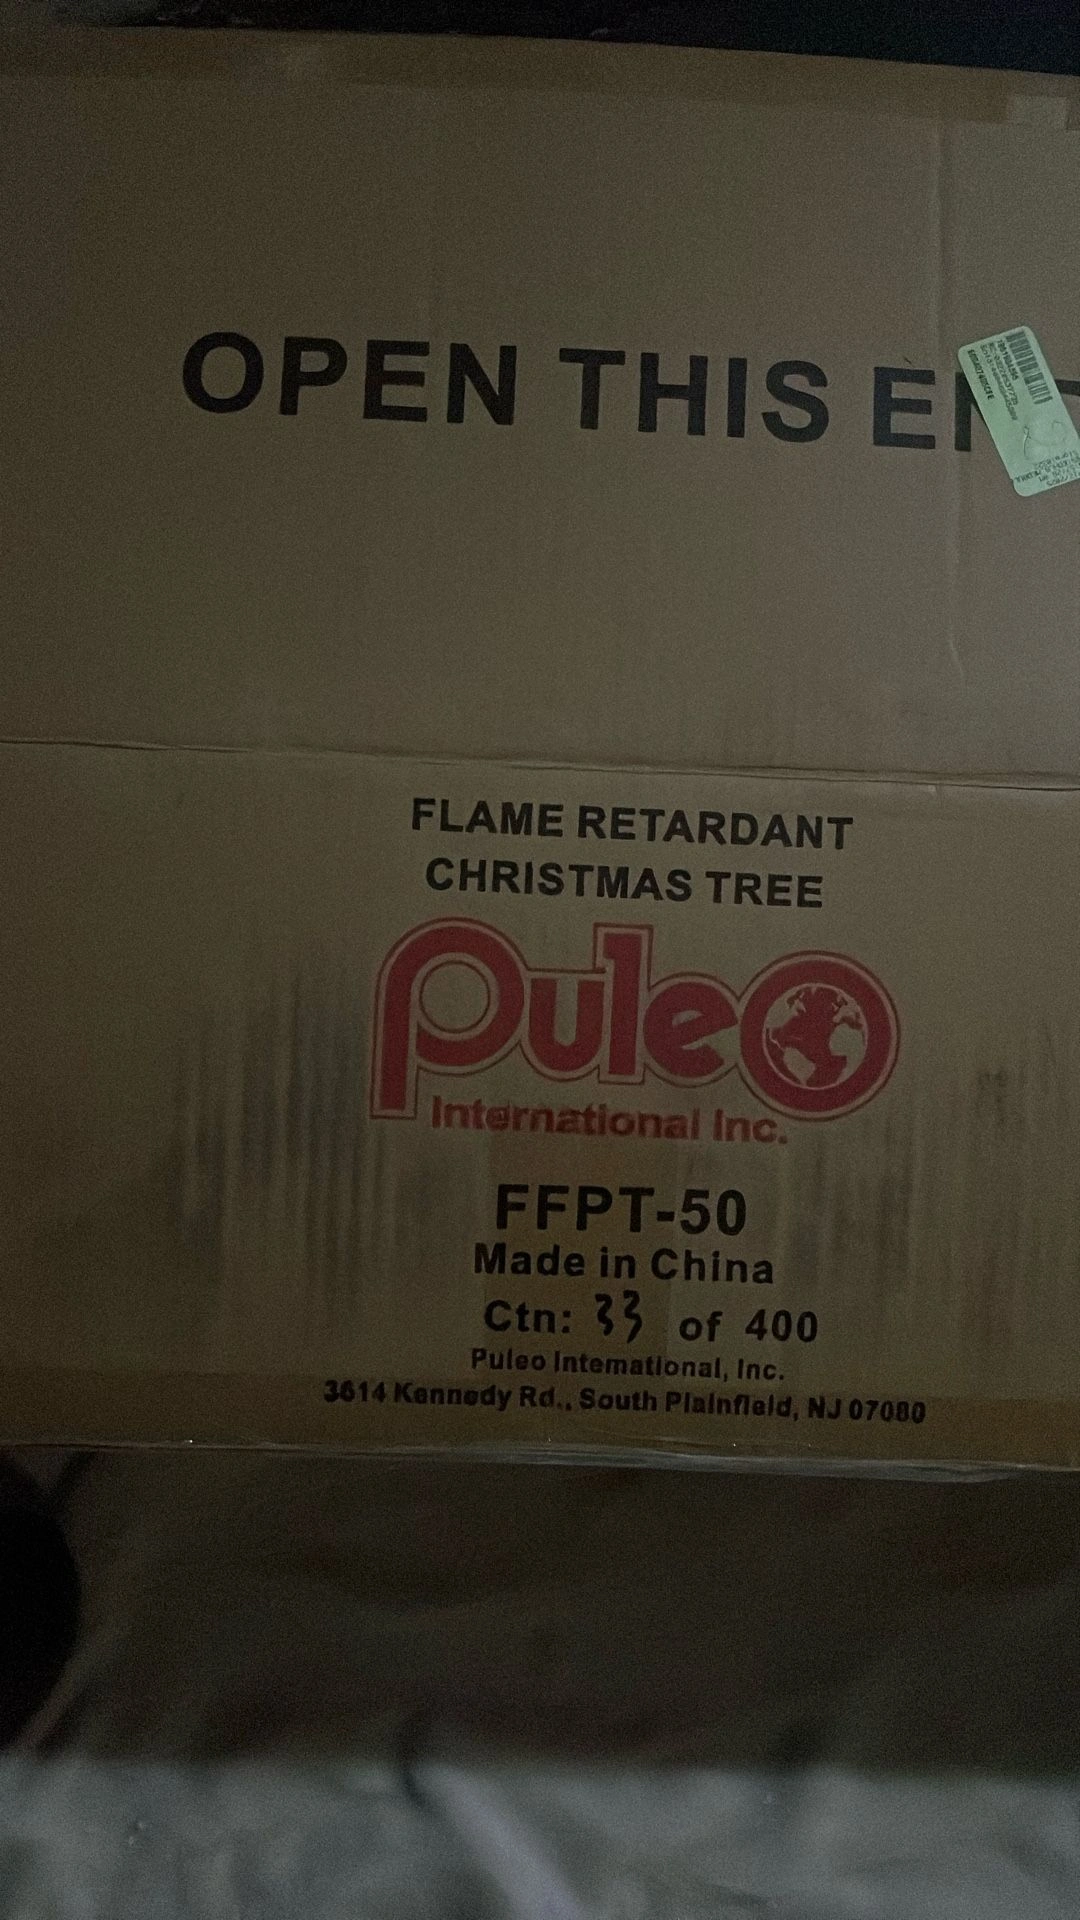 OPEN THIS EN
FLAME RETARDANT
CHRISTMAS TREE
Puleo
International Inc.
FFPT-50
Made in China
Ctn: 33 of 400
Puleo International, Inc.
3614 Kennedy Rd., South Plainfield, NJ 07080